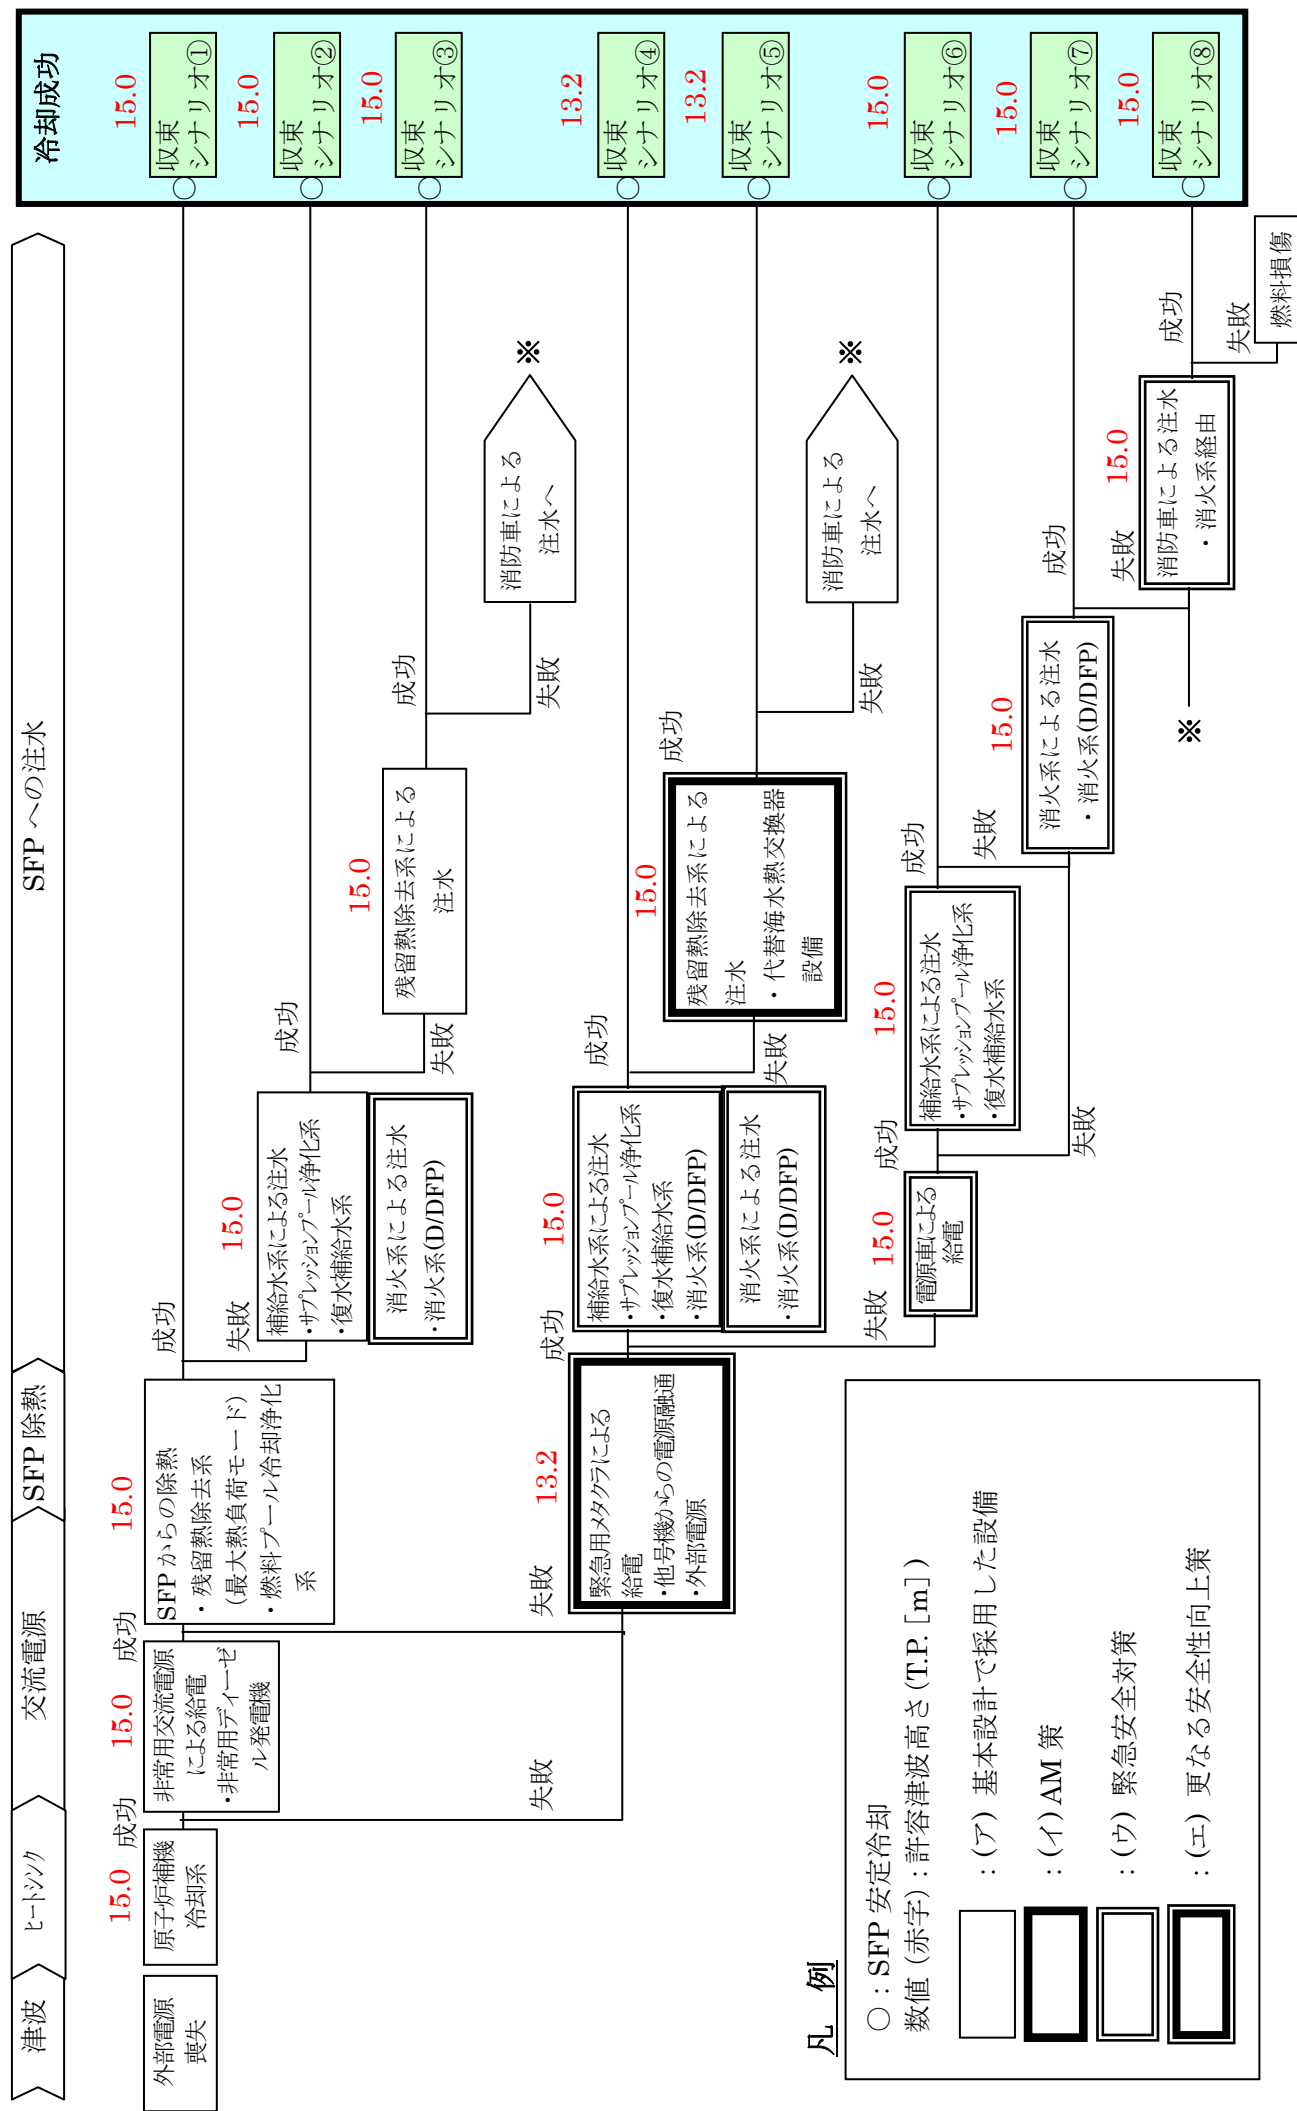 津波
ヒートシンク
交流電源
SFP 除熱
SFP への注水
冷却成功
外部電源
喪失
15.0
原子炉補機
冷却系
成功
失敗
15.0
非常用交流電源
による給電
・非常用ディーゼ
ル発電機
成功
失敗
15.0
SFP からの除熱
・残留熱除去系
(最大熱負荷モード)
・燃料プール冷却浄化
系
成功
失敗
15.0
収束
シナリオ①
15.0
補給水系による注水
・サプレッションプール浄化系
・復水補給水系
消火系による注水
・消火系(D/DFP)
成功
失敗
15.0
収束
シナリオ②
15.0
残留熱除去系による
注水
成功
失敗
15.0
収束
シナリオ③
消防車による
注水へ
※
13.2
緊急用メタクラによる
給電
・他号機からの電源融通
・外部電源
成功
失敗
15.0
補給水系による注水
・サプレッションプール浄化系
・復水補給水系
・消火系(D/DFP)
消火系による注水
・消火系(D/DFP)
成功
失敗
13.2
収束
シナリオ④
15.0
残留熱除去系による
注水
・代替海水熱交換器
設備
成功
失敗
13.2
収束
シナリオ⑤
消防車による
注水へ
※
15.0
電源車による
給電
成功
失敗
15.0
補給水系による注水
・サプレッションプール浄化系
・復水補給水系
成功
失敗
15.0
収束
シナリオ⑥
15.0
消火系による注水
・消火系(D/DFP)
成功
失敗
15.0
収束
シナリオ⑦
※
15.0
消防車による注水
・消火系経由
成功
失敗
15.0
収束
シナリオ⑧
燃料損傷
凡 例
○：SFP 安定冷却
数値（赤字）：許容津波高さ(T.P.［m］)
：(ア) 基本設計で採用した設備
：(イ) AM 策
：(ウ) 緊急安全対策
：(エ) 更なる安全性向上策